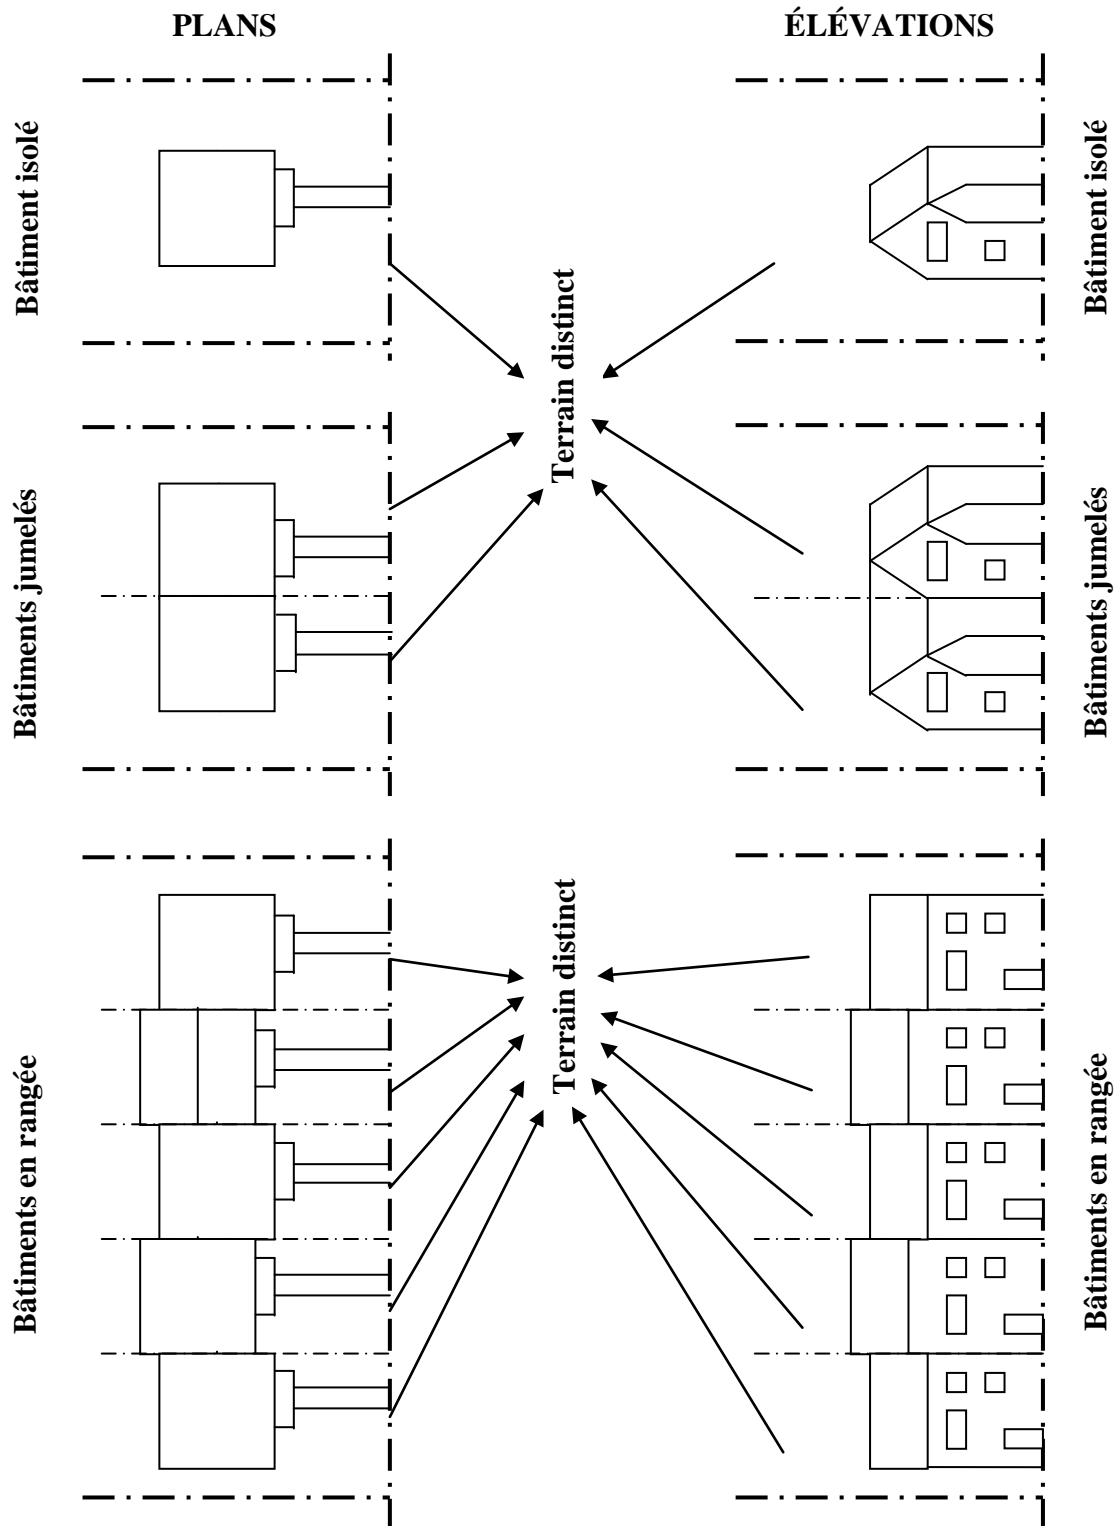 PLANS
ÉLÉVATIONS
Bâtiment isolé
Bâtiment isolé
Terrain distinct
Bâtiments jumelés
Bâtiments jumelés
Terrain distinct
Bâtiments en rangée
Bâtiments en rangée